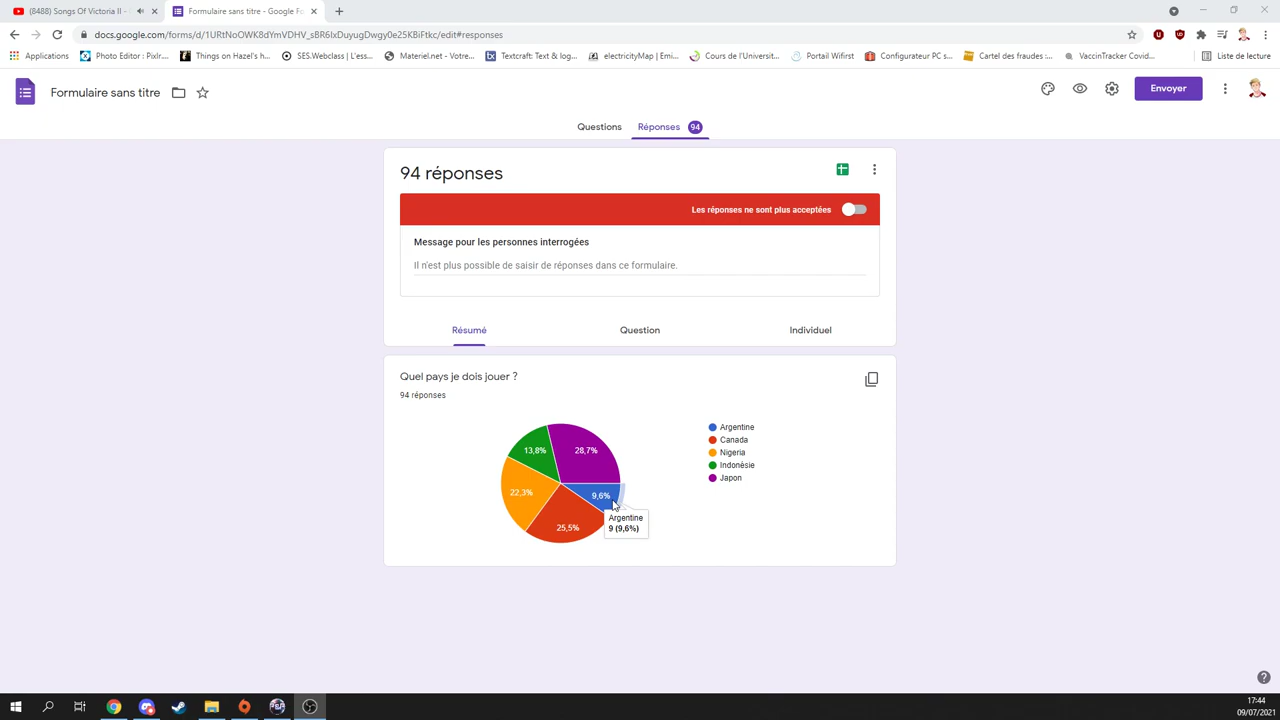 (8488) Songs Of Victoria II -
Formulaire sans titre - Google Fo
docs.google.com/forms/d/1URtNoOWK8dYmVDHV_sBR6IxDuyugDwgy0e25KBiFtkc/edit#responses
Applications
Photo Editor : Pixlr...
Things on Hazel's h...
SES.Webclass | L'ess...
Materiel.net - Votre...
Textcraft: Text & log...
electricityMap | Emi...
Cours de l'Universit...
Portail Wifirst
Configurateur PC s...
Cartel des fraudes :...
VaccinTracker Covid...
Liste de lecture
Formulaire sans titre
Envoyer
Questions
Réponses 94
94 réponses
Les réponses ne sont plus acceptées
Message pour les personnes interrogées
Il n'est plus possible de saisir de réponses dans ce formulaire.
Résumé
Question
Individuel
Quel pays je dois jouer ?
94 réponses
13,8%
28,7%
22,3%
9,6%
25,5%
Argentine
9 (9,6%)
Argentine
Canada
Nigeria
Indonèsie
Japon
17:44
09/07/2021